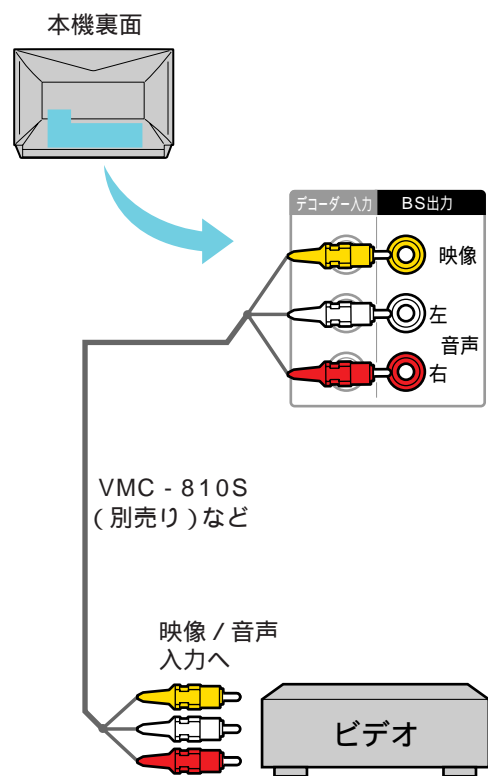 本機裏面
デコーダー入力 BS出力
映像
左
音声
右
VMC - 810S
（別売り）など
映像 / 音声
入力へ
ビデオ